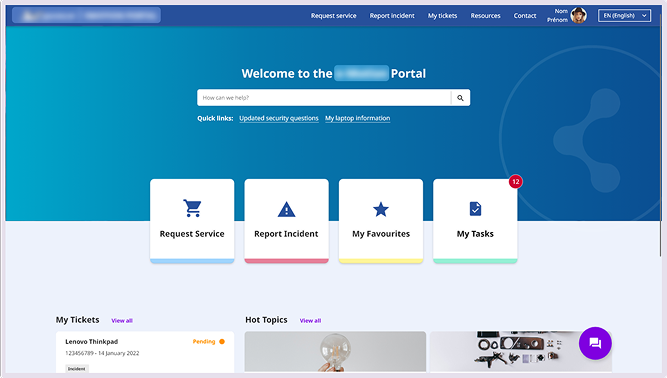 Request service
Report incident
My tickets
Resources
Contact
Nom
Prénom
EN (English)
Welcome to the Portal
How can we help?
Quick links: Updated security questions My laptop information
12
Request Service
Report Incident
My Favourites
My Tasks
My Tickets View all
Hot Topics View all
Lenovo Thinkpad Pending
123456789 - 14 January 2022
Incident